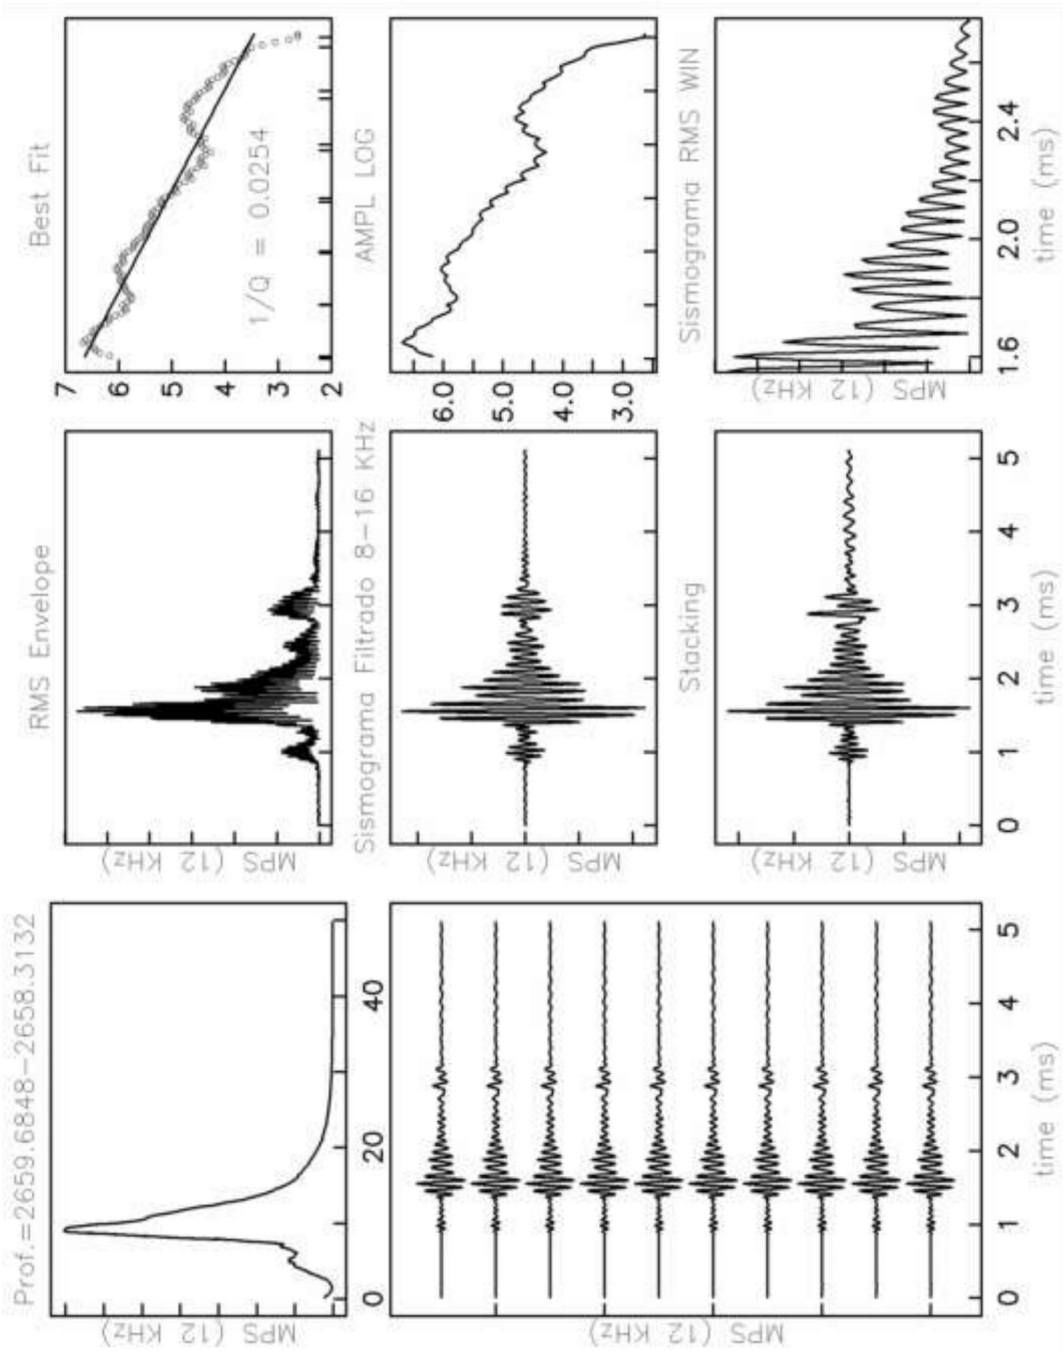 Prof.=2659.6848-2658.3132
MPS (12 KHz)
0 20 40
MPS (12 KHz)
0 1 2 3 4 5
time (ms)
RMS Envelope
MPS (12 KHz)
Sismograma Filtrado 8-16 KHz
MPS (12 KHz)
Stacking
MPS (12 KHz)
0 1 2 3 4 5
time (ms)
Best Fit
7
6
5
4
3
2
1/Q = 0.0254
AMPL LOG
6.0
5.0
4.0
3.0
Sismograma RMS WIN
MPS (12 KHz)
1.6 2.0 2.4
time (ms)